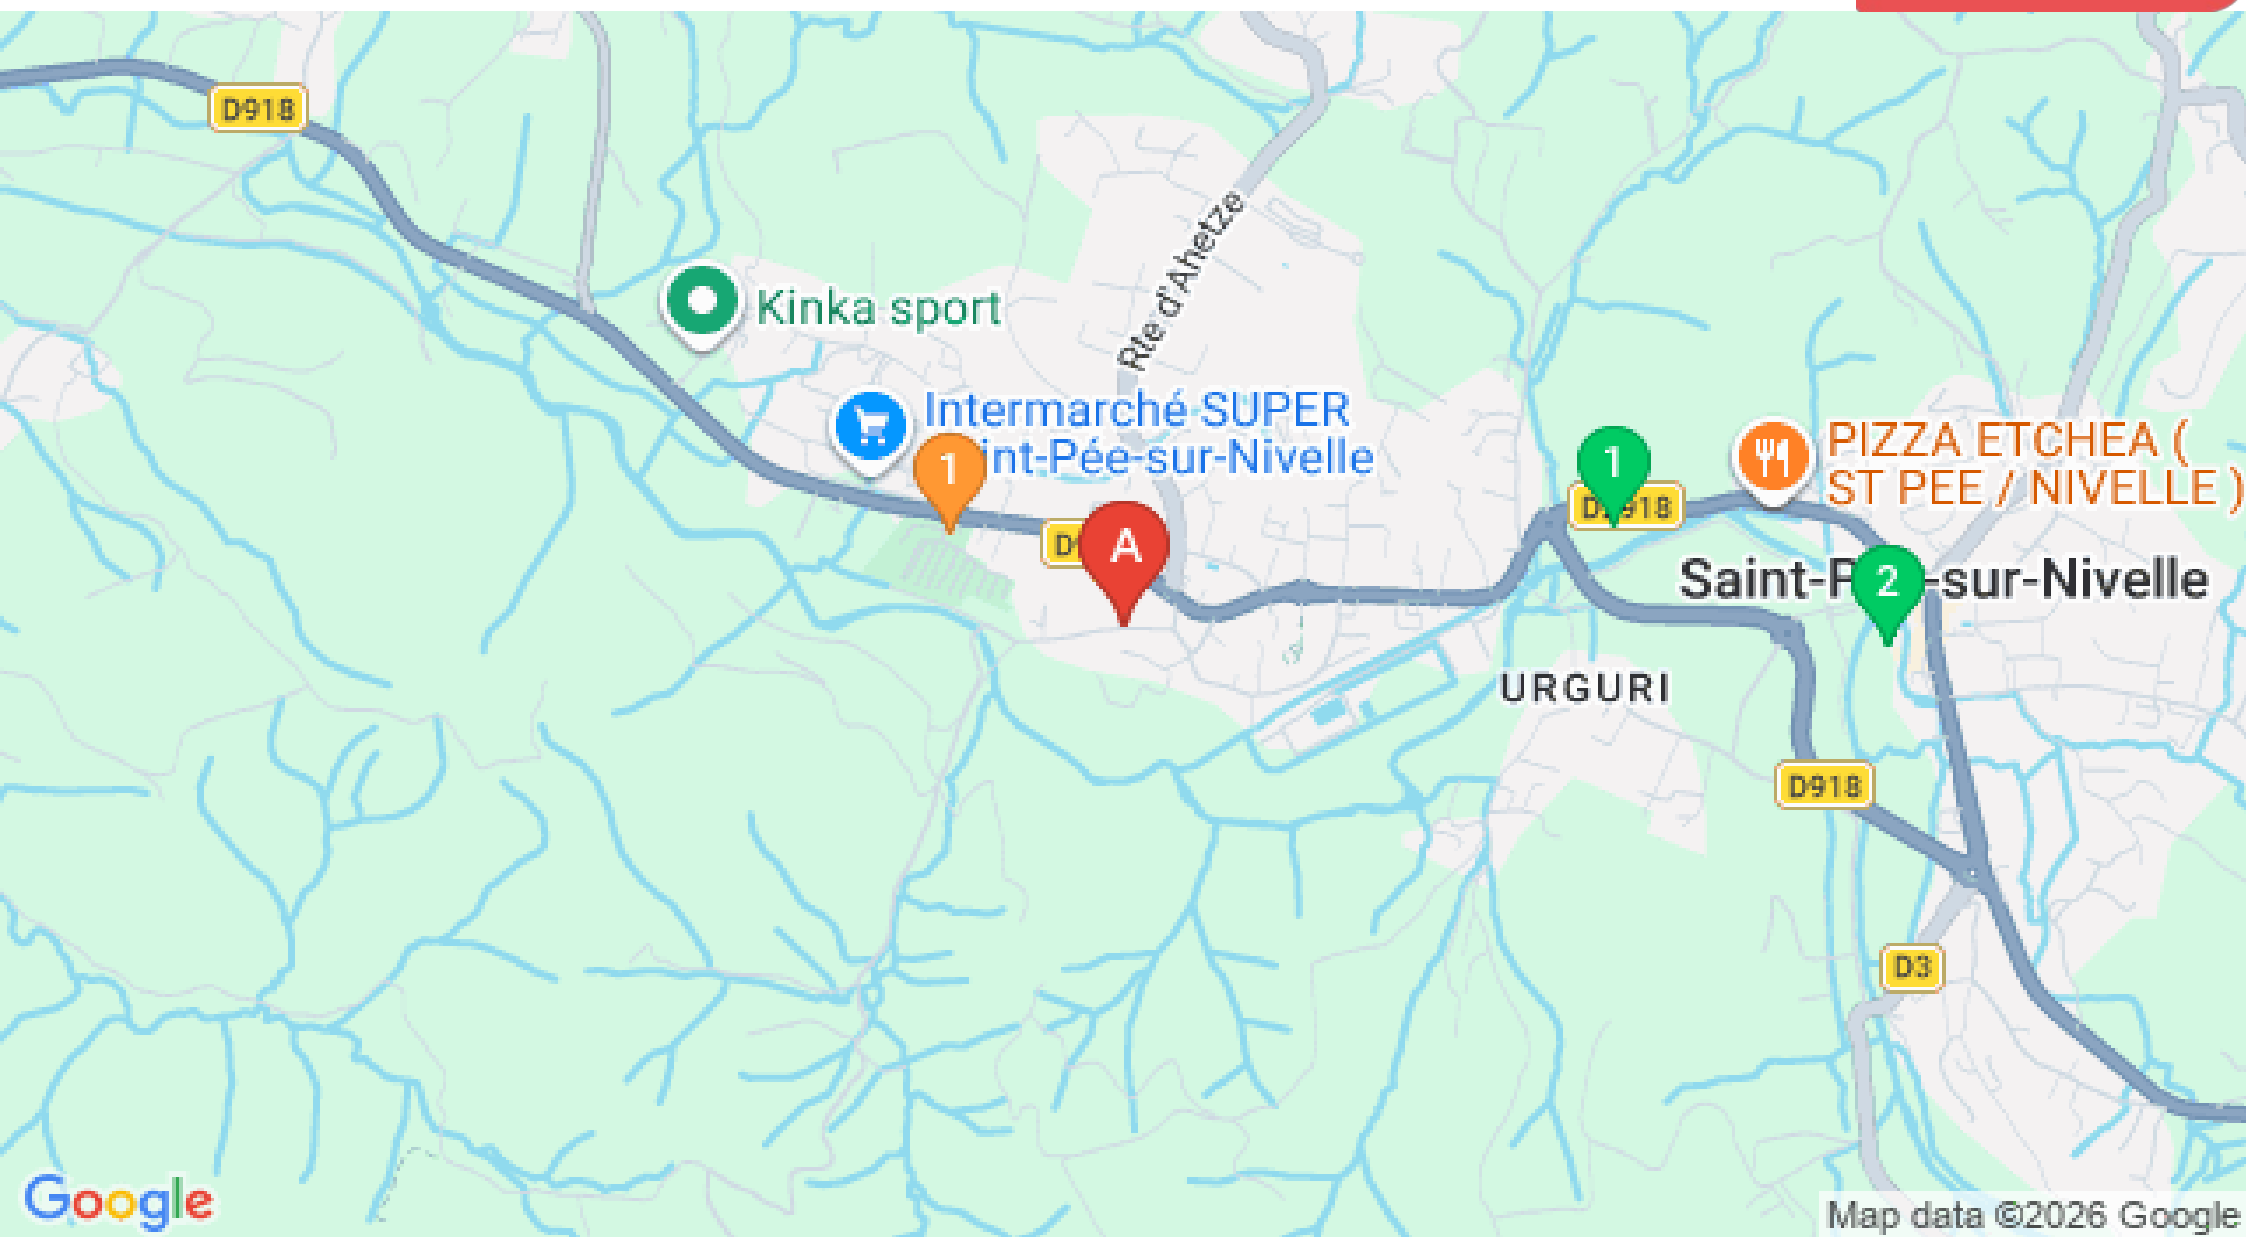 D918
Rte d'Ahetze
Kinka sport
Intermarché SUPER
int-Pée-sur-Nivelle
1
1
PIZZA ETCHEA (
ST PEE / NIVELLE )
918
A
Saint-P
2
-sur-Nivelle
URGURI
D918
D3
Google
Map data ©2026 Google